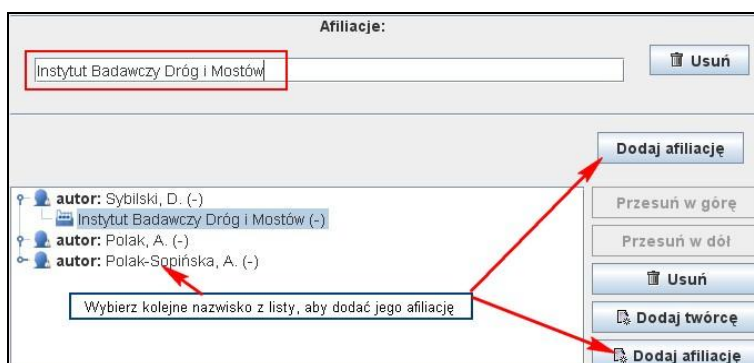 Afiliacje:
Instytut Badawczy Dróg i Mostów
Usuń
Dodaj afiliację
autor: Sybilski, D. (-)
Instytut Badawczy Dróg i Mostów (-)
autor: Polak, A. (-)
autor: Polak-Sopińska, A. (-)
Wybierz kolejne nazwisko z listy, aby dodać jego afiliację
Przesuń w górę
Przesuń w dół
Usuń
Dodaj twórcę
Dodaj afiliację